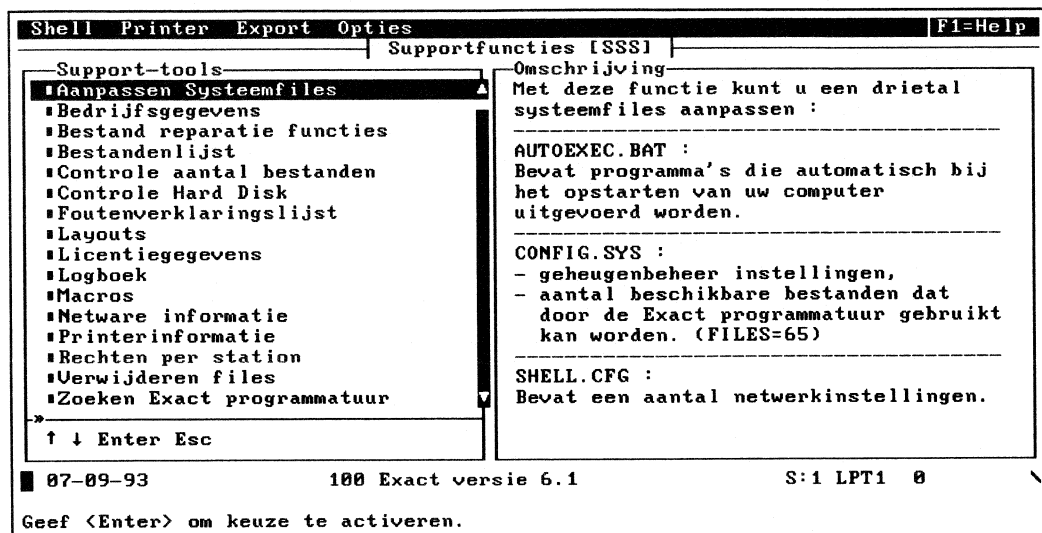 Shell Printer Export Opties F1=Help
Supportfuncties [SSS]
Support-tools
Aanpassen Systeemfiles
Bedrijfsgegevens
Bestand reparatie functies
Bestandenlijst
Controle aantal bestanden
Controle Hard Disk
Foutenverklaringslijst
Layouts
Licentiegegevens
Logboek
Macros
Netware informatie
Printerinformatie
Rechten per station
Verwijderen files
Zoeken Exact programmatuur
↑ ↓ Enter Esc
Omschrijving
Met deze functie kunt u een drietal
systeemfiles aanpassen :
AUTOEXEC.BAT :
Bevat programma's die automatisch bij
het opstarten van uw computer
uitgevoerd worden.
CONFIG.SYS :
- geheugenbeheer instellingen,
- aantal beschikbare bestanden dat
door de Exact programmatuur gebruikt
kan worden. (FILES=65)
SHELL.CFG :
Bevat een aantal netwerkinstellingen.
07-09-93 100 Exact versie 6.1 S:1 LPT1 0 \
Geef <Enter> om keuze te activeren.